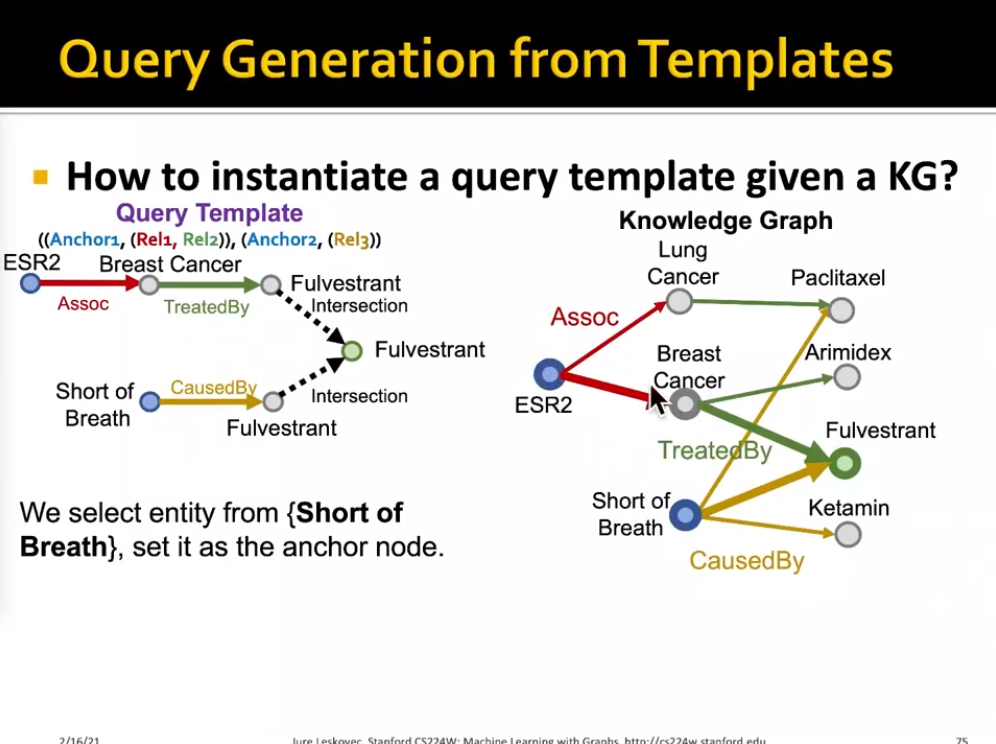 Query Generation from Templates
How to instantiate a query template given a KG?
Query Template
((Anchor1, (Rel1, Rel2)), (Anchor2, (Rel3))
ESR2
Breast Cancer
Fulvestrant
Assoc
TreatedBy
Intersection
Fulvestrant
Short of
Breath
CausedBy
Intersection
Fulvestrant
We select entity from {Short of
Breath}, set it as the anchor node.
Knowledge Graph
Lung
Cancer
Paclitaxel
Assoc
Breast
Cancer
Arimidex
ESR2
Fulvestrant
TreatedBy
Short of
Breath
Ketamin
CausedBy
2/16/21
Jure Leskovec, Stanford CS224W: Machine Learning with Graphs, http://cs224w.stanford.edu
75